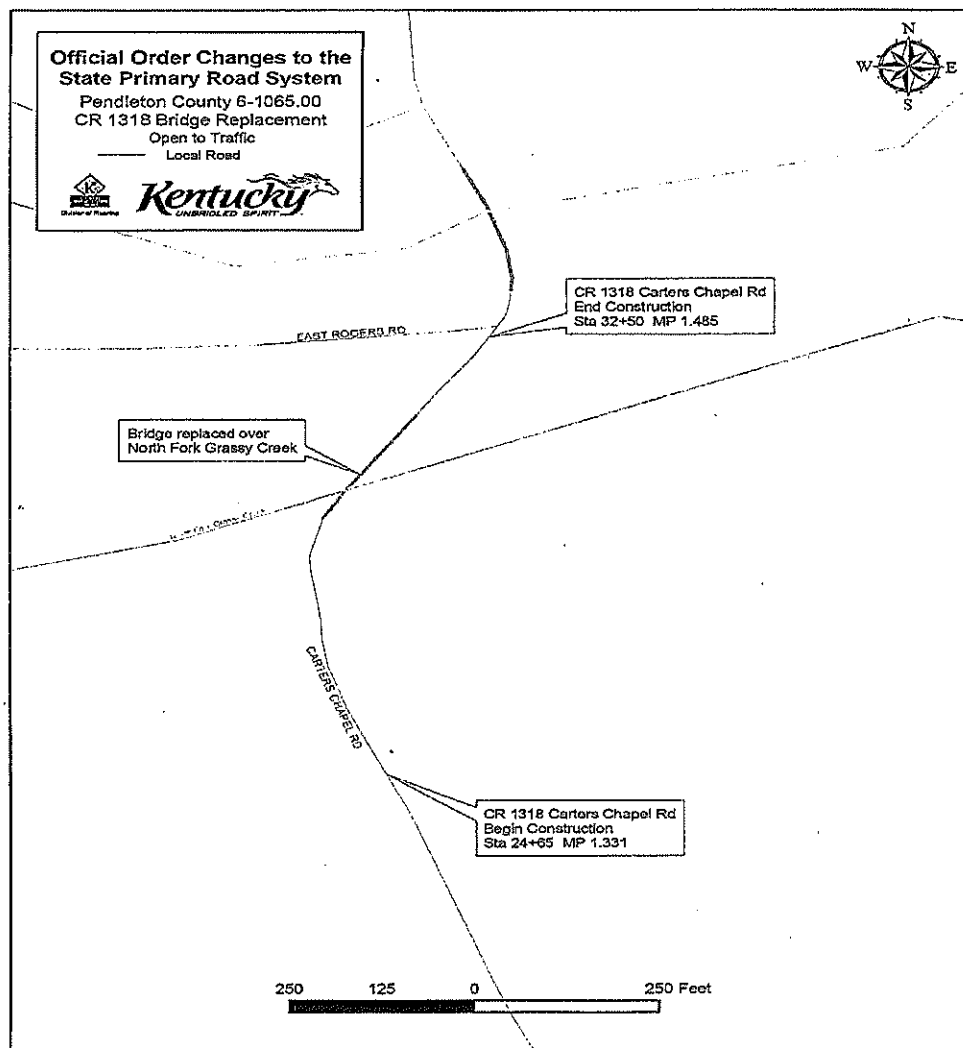 Official Order Changes to the
State Primary Road System
Pendleton County 6-1065.00
CR 1318 Bridge Replacement
Open to Traffic
Local Road
Kentucky
UNBRIDLED SPIRIT
Division of Planning
N
W
E
S
CR 1318 Carters Chapel Rd
End Construction
Sta 32+50 MP 1.485
EAST ROGERS RD
Bridge replaced over
North Fork Grassy Creek
CARTERS CHAPEL RD
CR 1318 Carters Chapel Rd
Begin Construction
Sta 24+65 MP 1.331
250 125 0 250 Feet